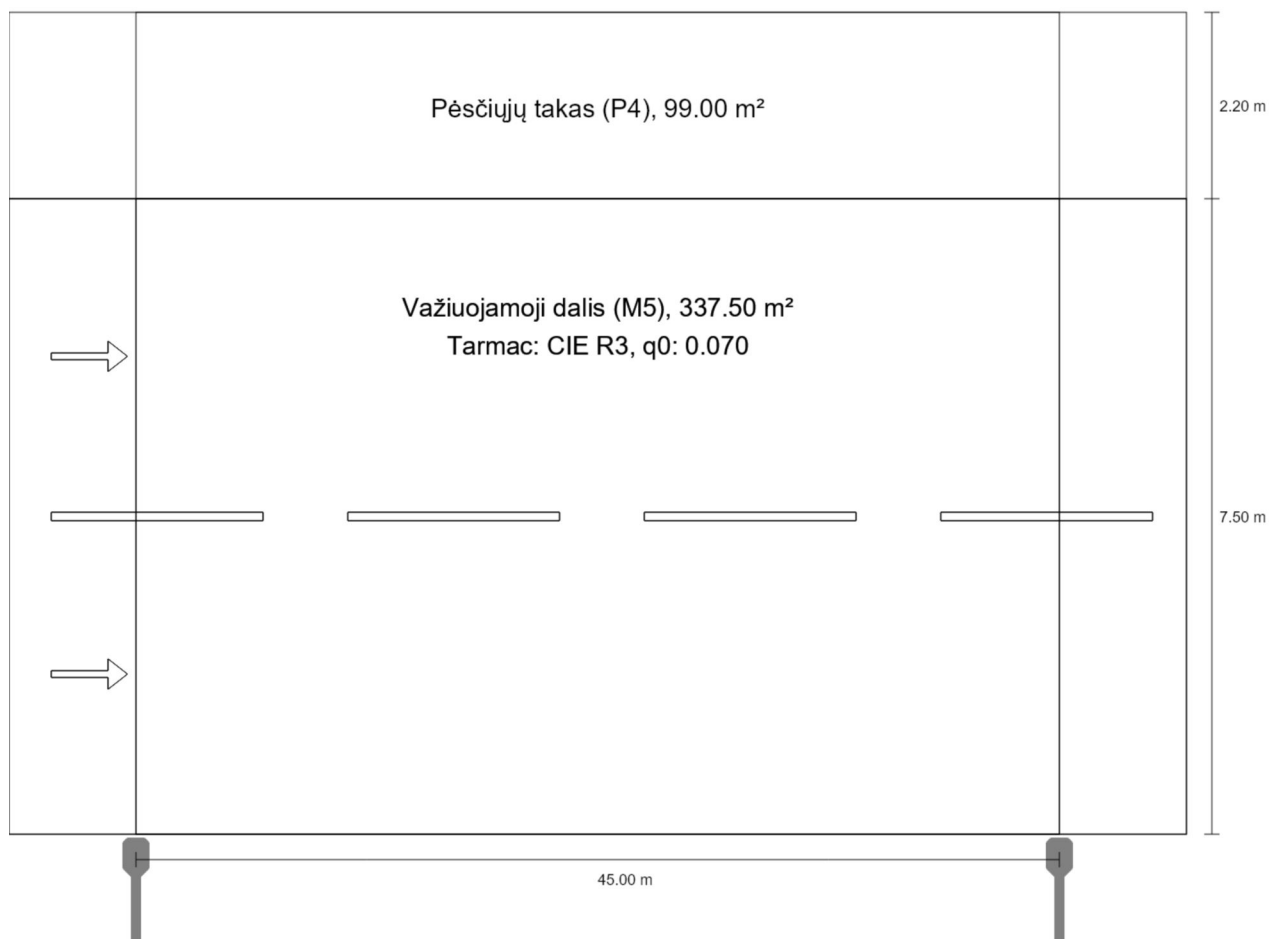 Pėsčiųjų takas (P4), 99.00 m²
2.20 m
Važiuojamoji dalis (M5), 337.50 m²
Tarmac: CIE R3, q0: 0.070
7.50 m
45.00 m